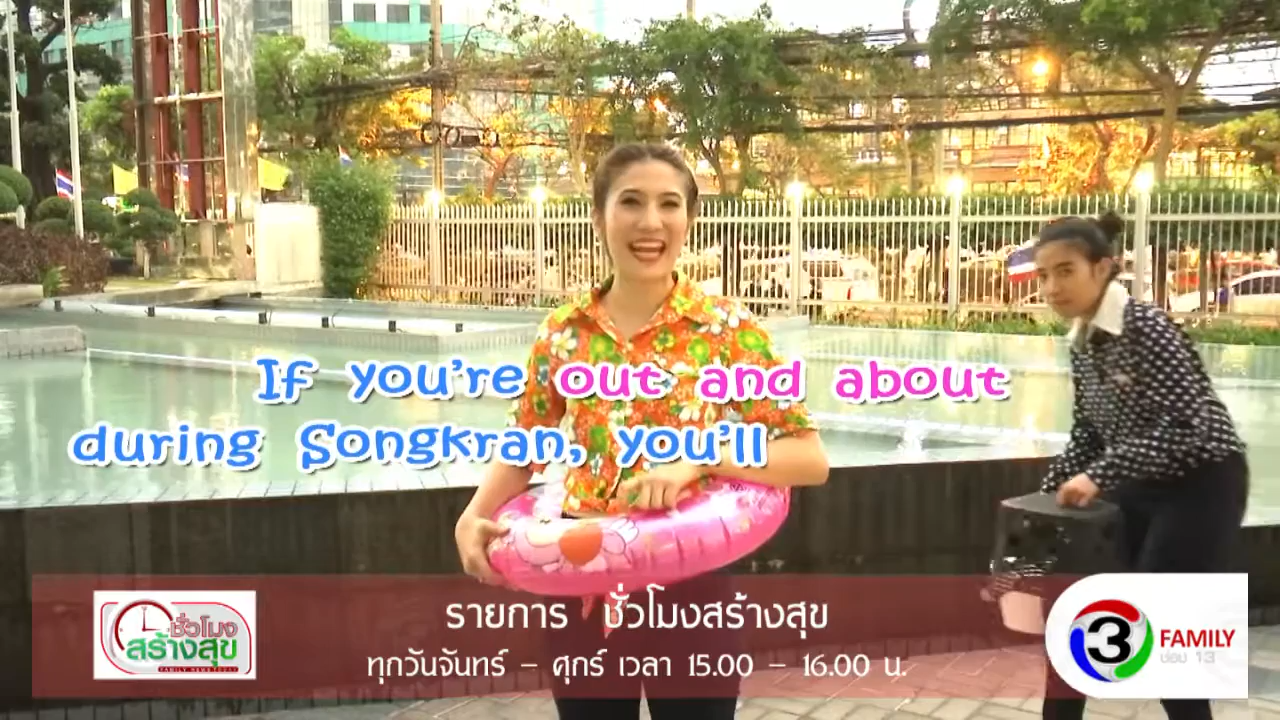 If you're out and about
during Songkran, you'll
รายการ ชั่วโมงสร้างสุข
ทุกวันจันทร์ – ศุกร์ เวลา 15.00 – 16.00 น.
ชั่วโมง
สร้างสุข
3 FAMILY
ช่อง 13